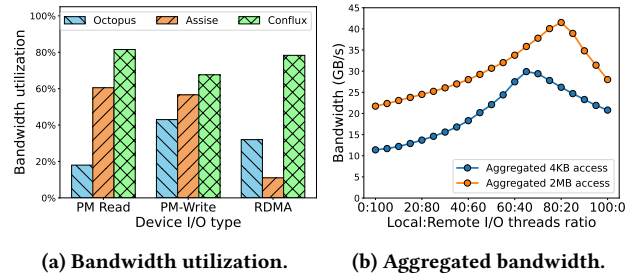 Octopus Assise Conflux
100%
80%
60%
40%
20%
0%
Bandwidth utilization
PM Read PM-Write RDMA
Device I/O type
(a) Bandwidth utilization.
45
40
35
30
25
20
15
10
5
0
Bandwidth (GB/s)
Aggregated 4KB access
Aggregated 2MB access
0:100 20:80 40:60 60:40 80:20 100:0
Local:Remote I/O threads ratio
(b) Aggregated bandwidth.